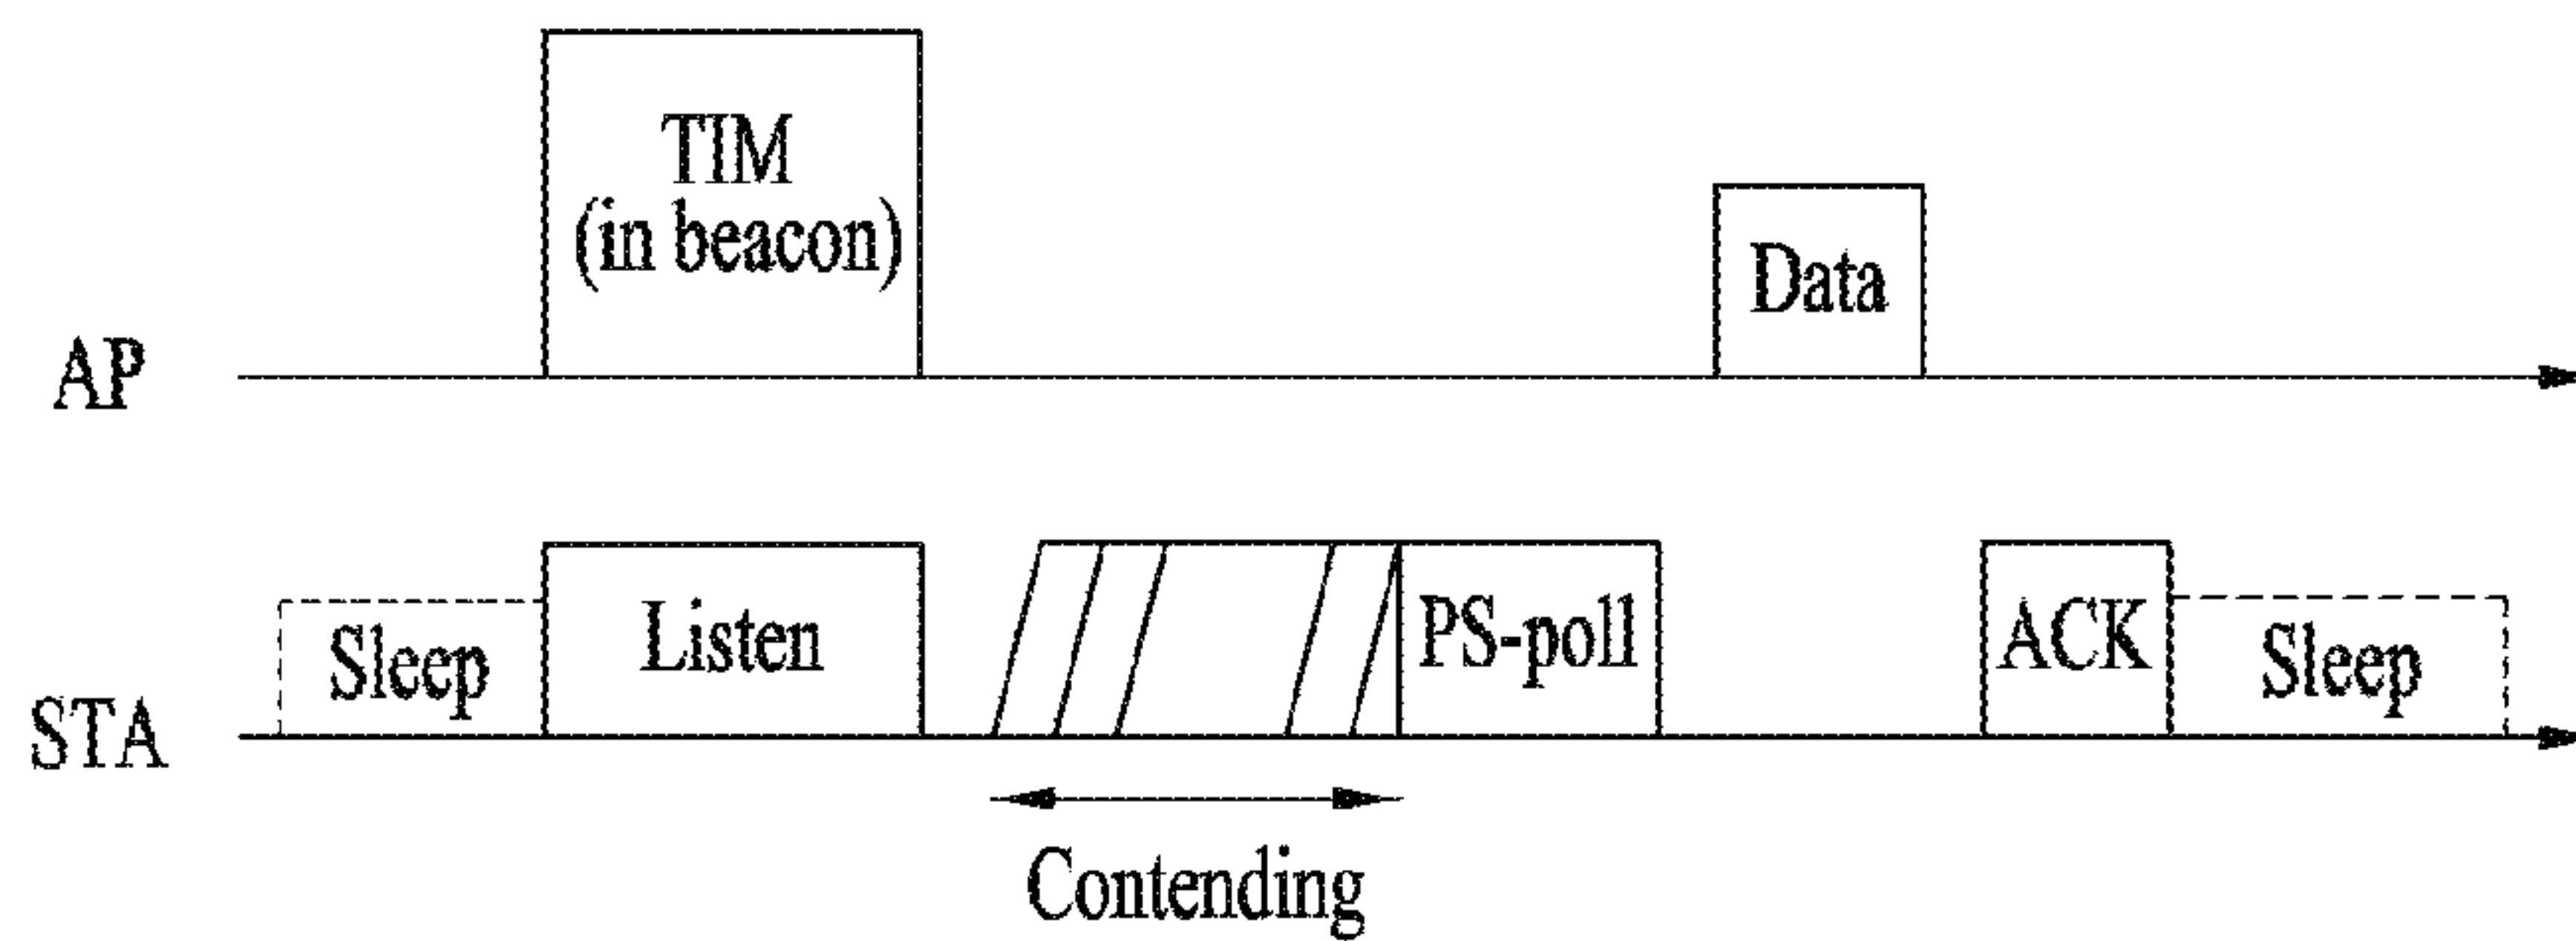 TIM
(in beacon)
Data
AP
Sleep
Listen
PS-poll
ACK
Sleep
STA
Contending